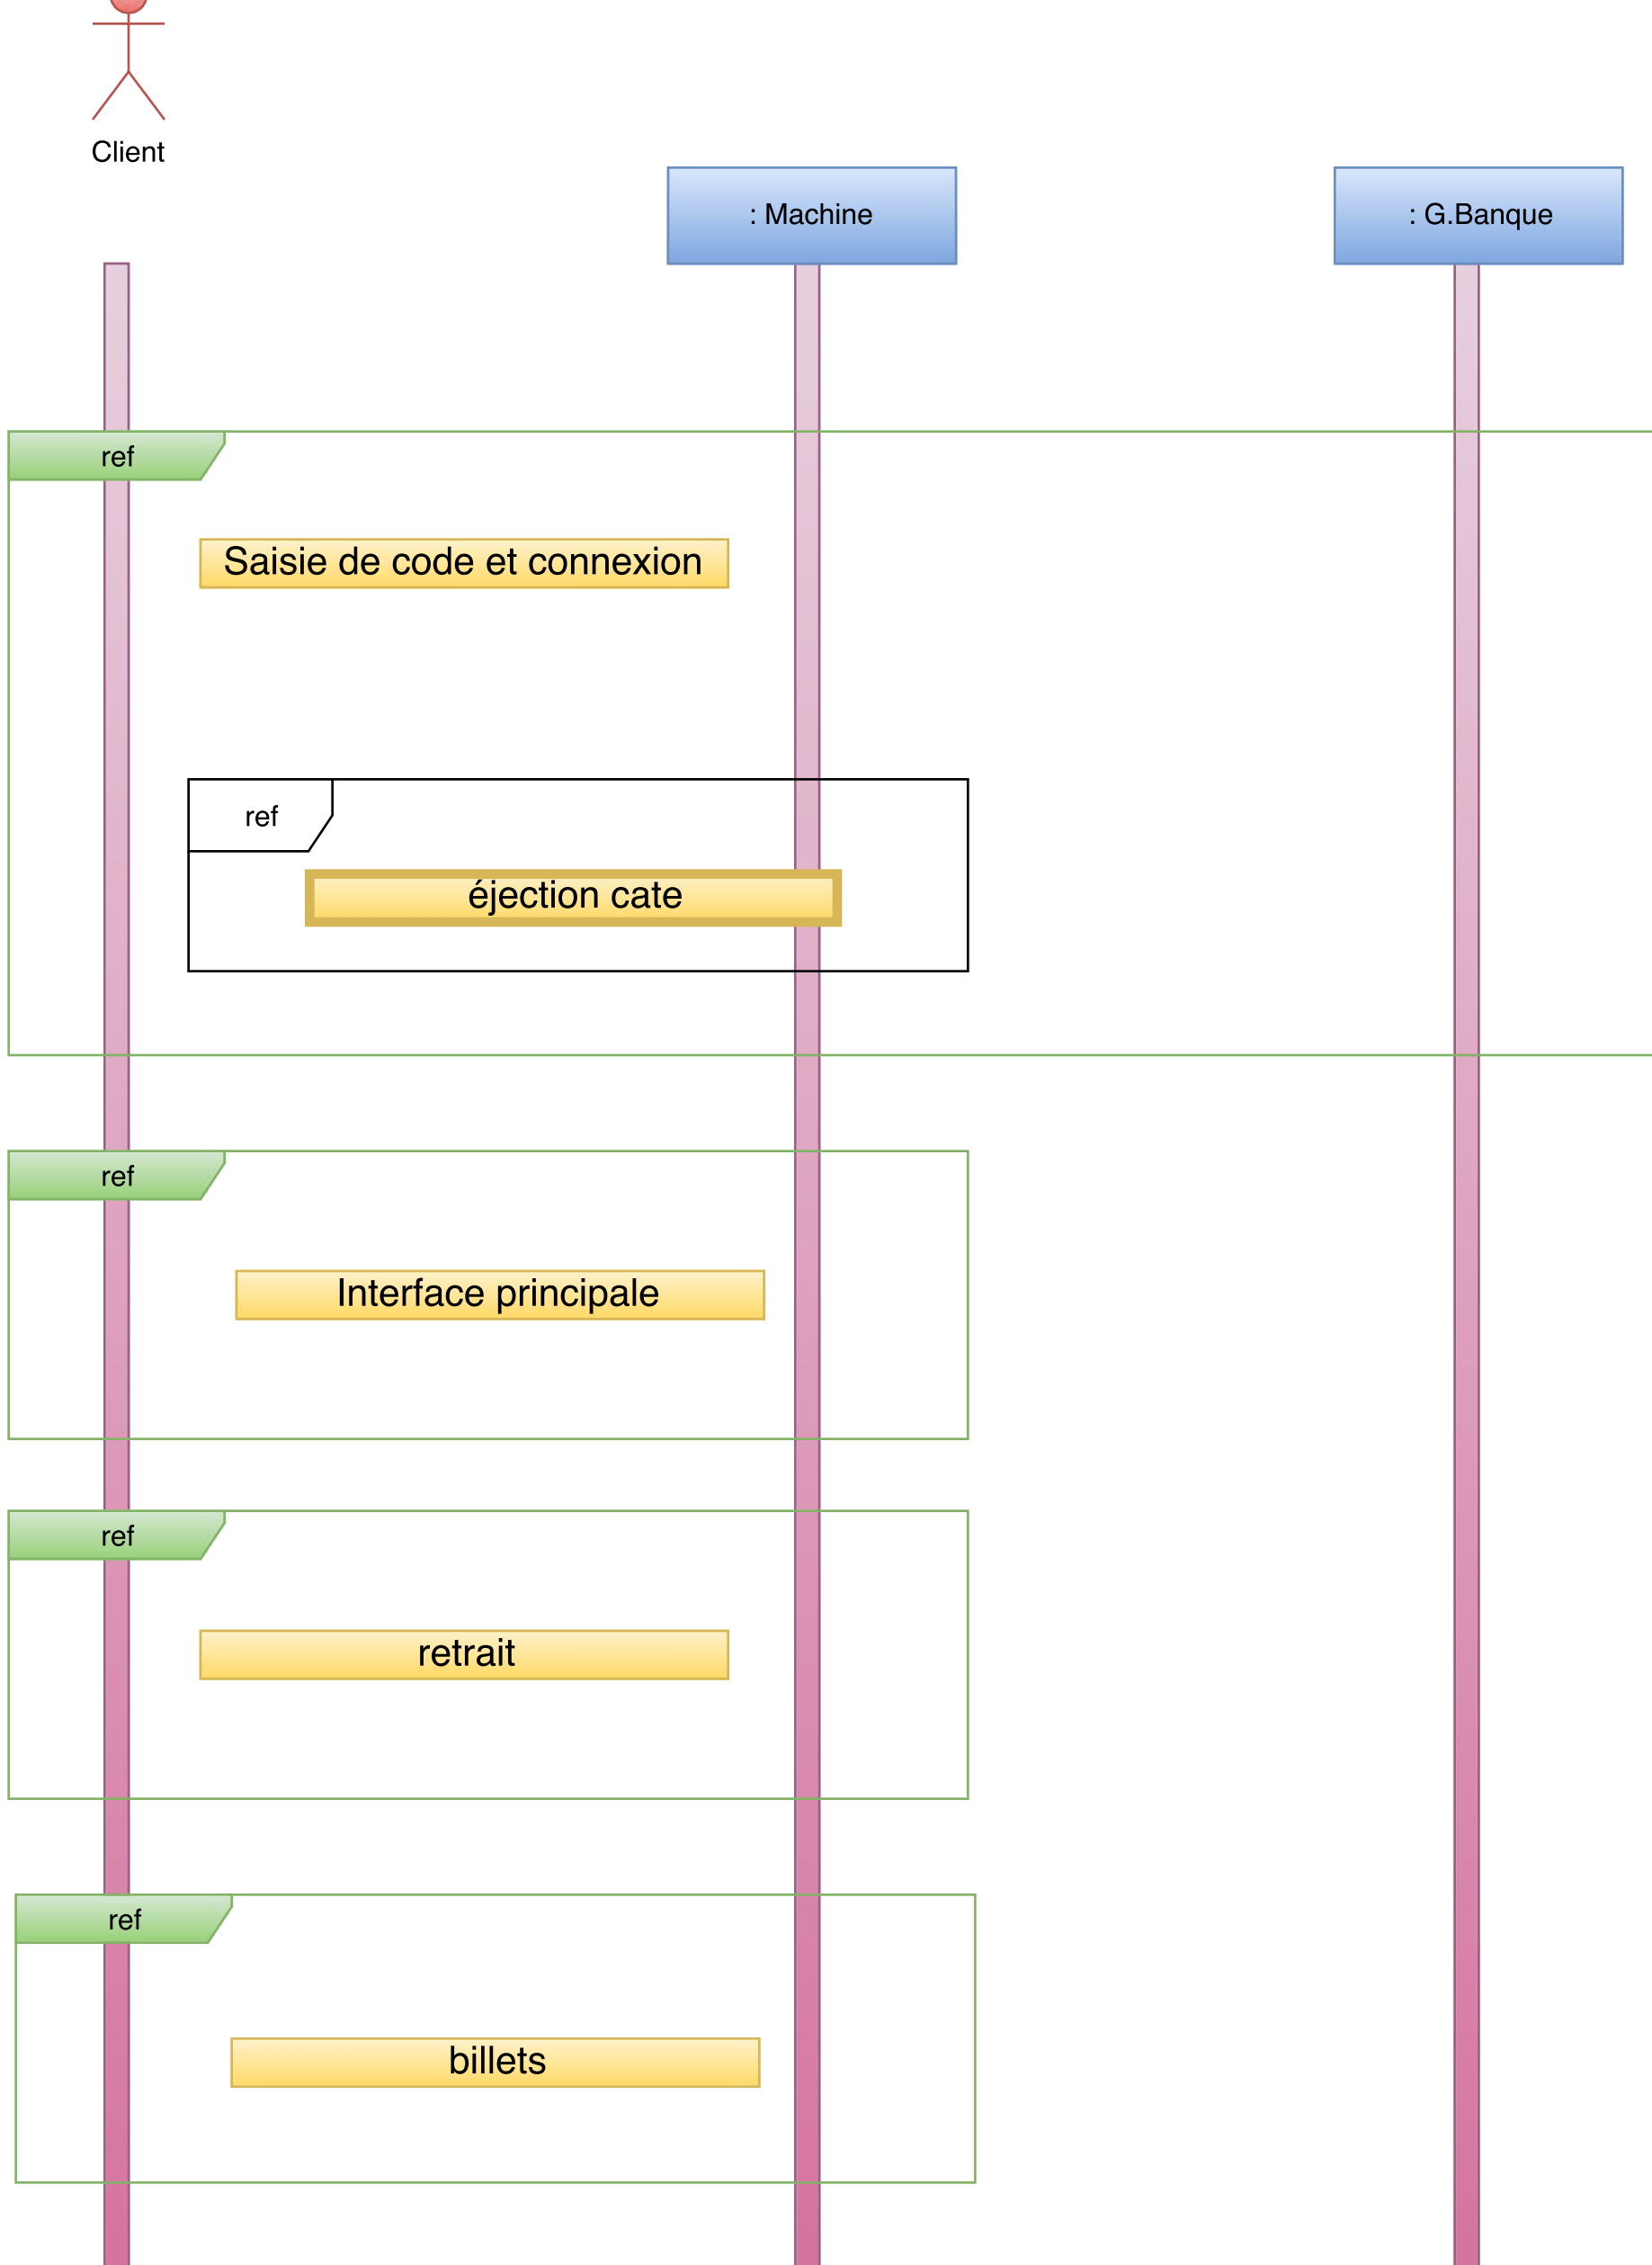 Client
: Machine
: G.Banque
ref
Saisie de code et connexion
ref
éjection cate
ref
Interface principale
ref
retrait
ref
billets